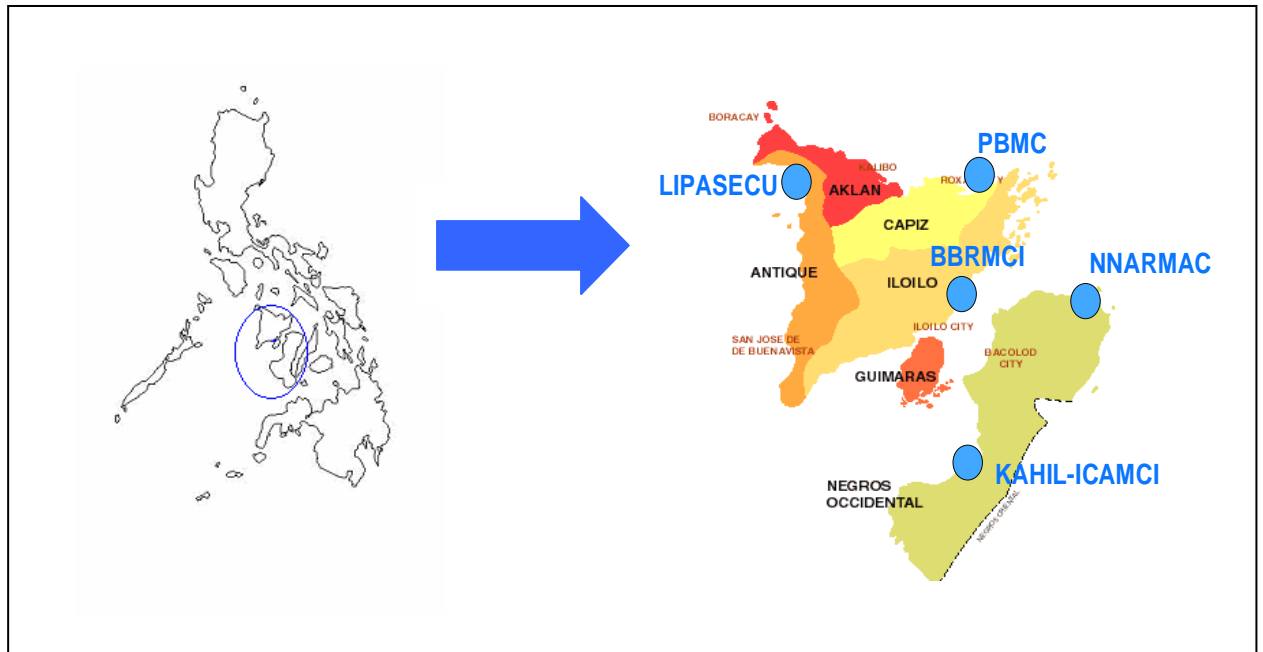 BORACAY
PBMC
KALIBO
LIPASECU
AKLAN
CAPIZ
BBRMCI
NNARMAC
ANTIQUE
ILOILO
ILOILO CITY
SAN JOSE DE
DE BUENAVISTA
BACOLOD
CITY
GUIMARAS
KAHIL-ICAMCI
NEGROS
OCCIDENTAL
NEGROS ORIENTAL